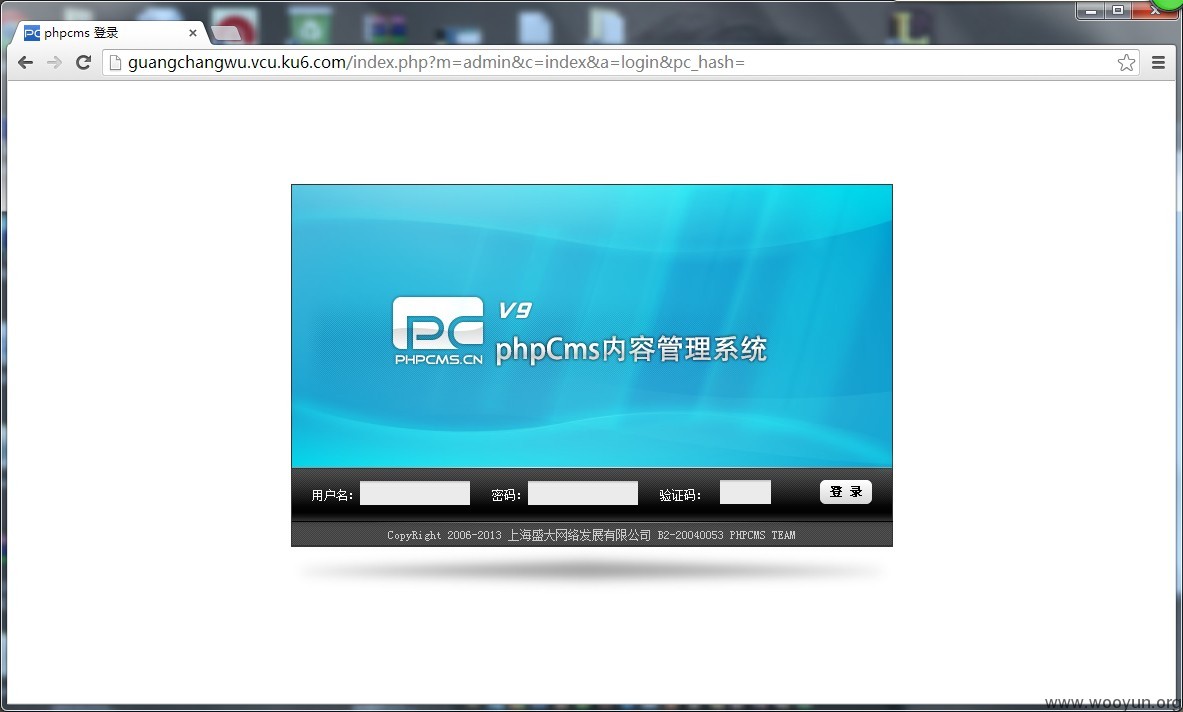 phpcms 登录
guangchangwu.vcu.ku6.com/index.php?m=admin&c=index&a=login&pc_hash=
PC
V9
phpCms内容管理系统
PHPCMS.CN
用户名： 密码： 验证码： 登 录
CopyRight 2006-2013 上海盛大网络发展有限公司 B2-20040053 PHPCMS TEAM
www.wooyun.org